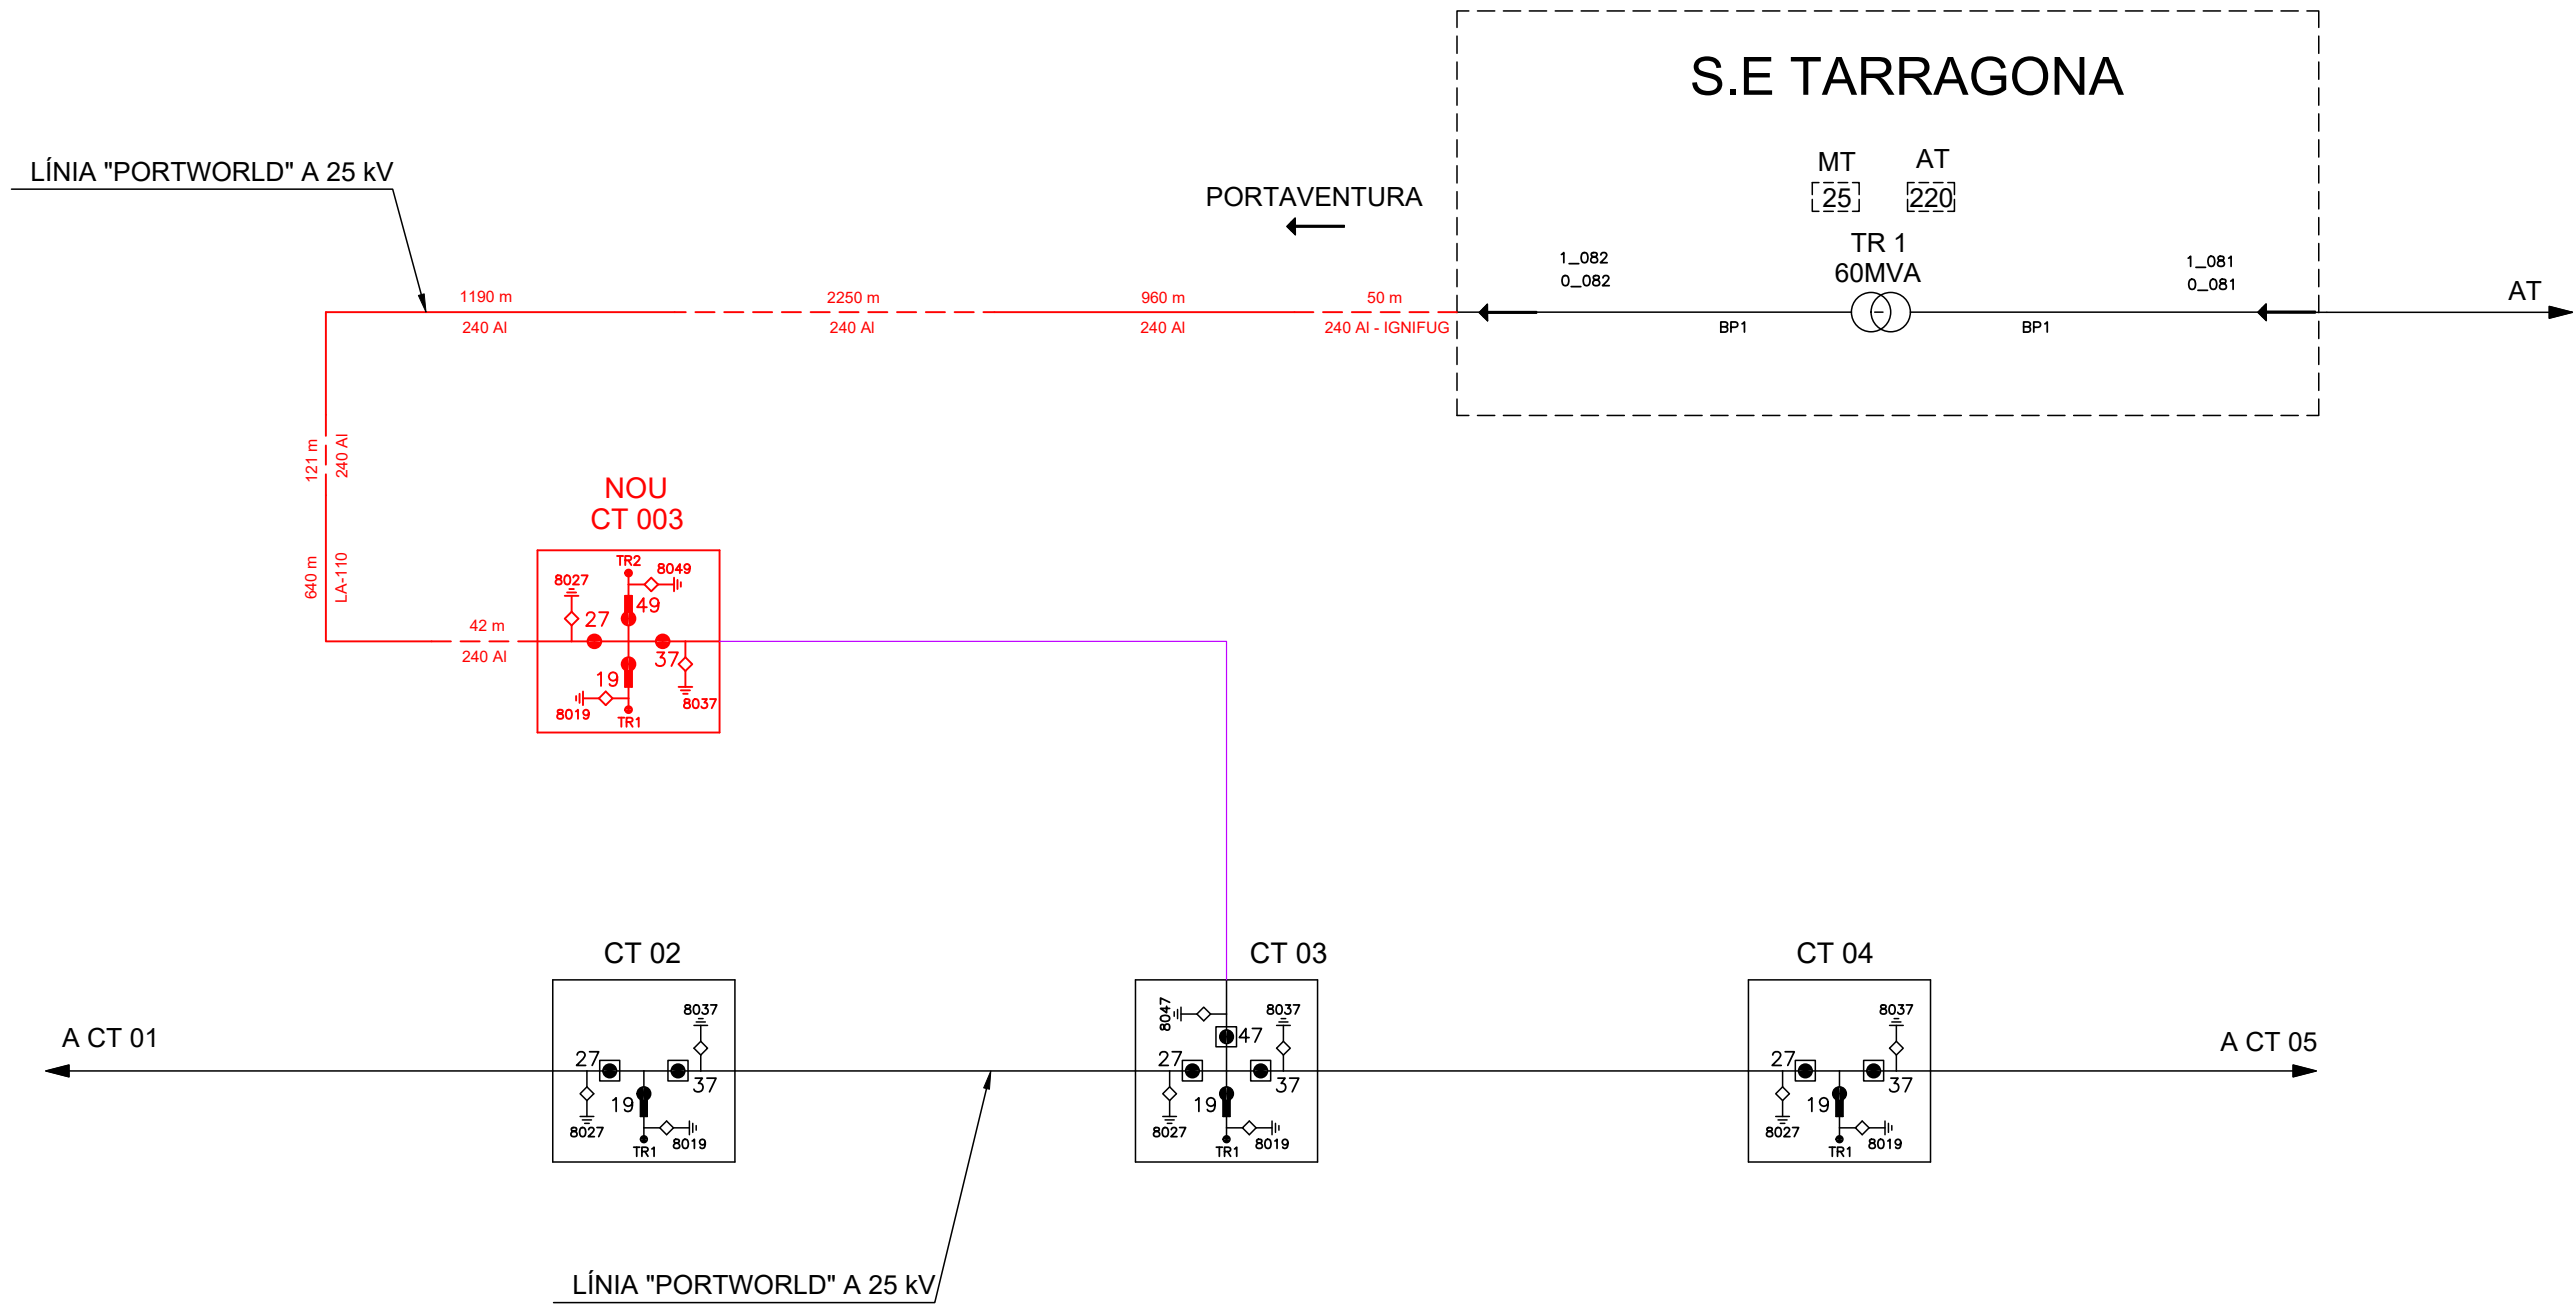 S.E TARRAGONA
LÍNIA "PORTWORLD" A 25 kV
MT
AT
25
220
PORTAVENTURA
TR 1
60MVA
1_082
0_082
1_081
0_081
AT
BP1
BP1
1190 m
240 Al
2250 m
240 Al
960 m
240 Al
50 m
240 Al - IGNIFUG
121 m
240 Al
640 m
LA-110
42 m
240 Al
NOU
CT 003
TR2
8049
8027
49
27
37
19
8037
8019
TR1
CT 02
8037
27
37
19
8027
8019
TR1
CT 03
8047
8037
47
27
37
19
8027
8019
TR1
CT 04
8037
27
37
19
8027
8019
TR1
A CT 01
A CT 05
LÍNIA "PORTWORLD" A 25 kV